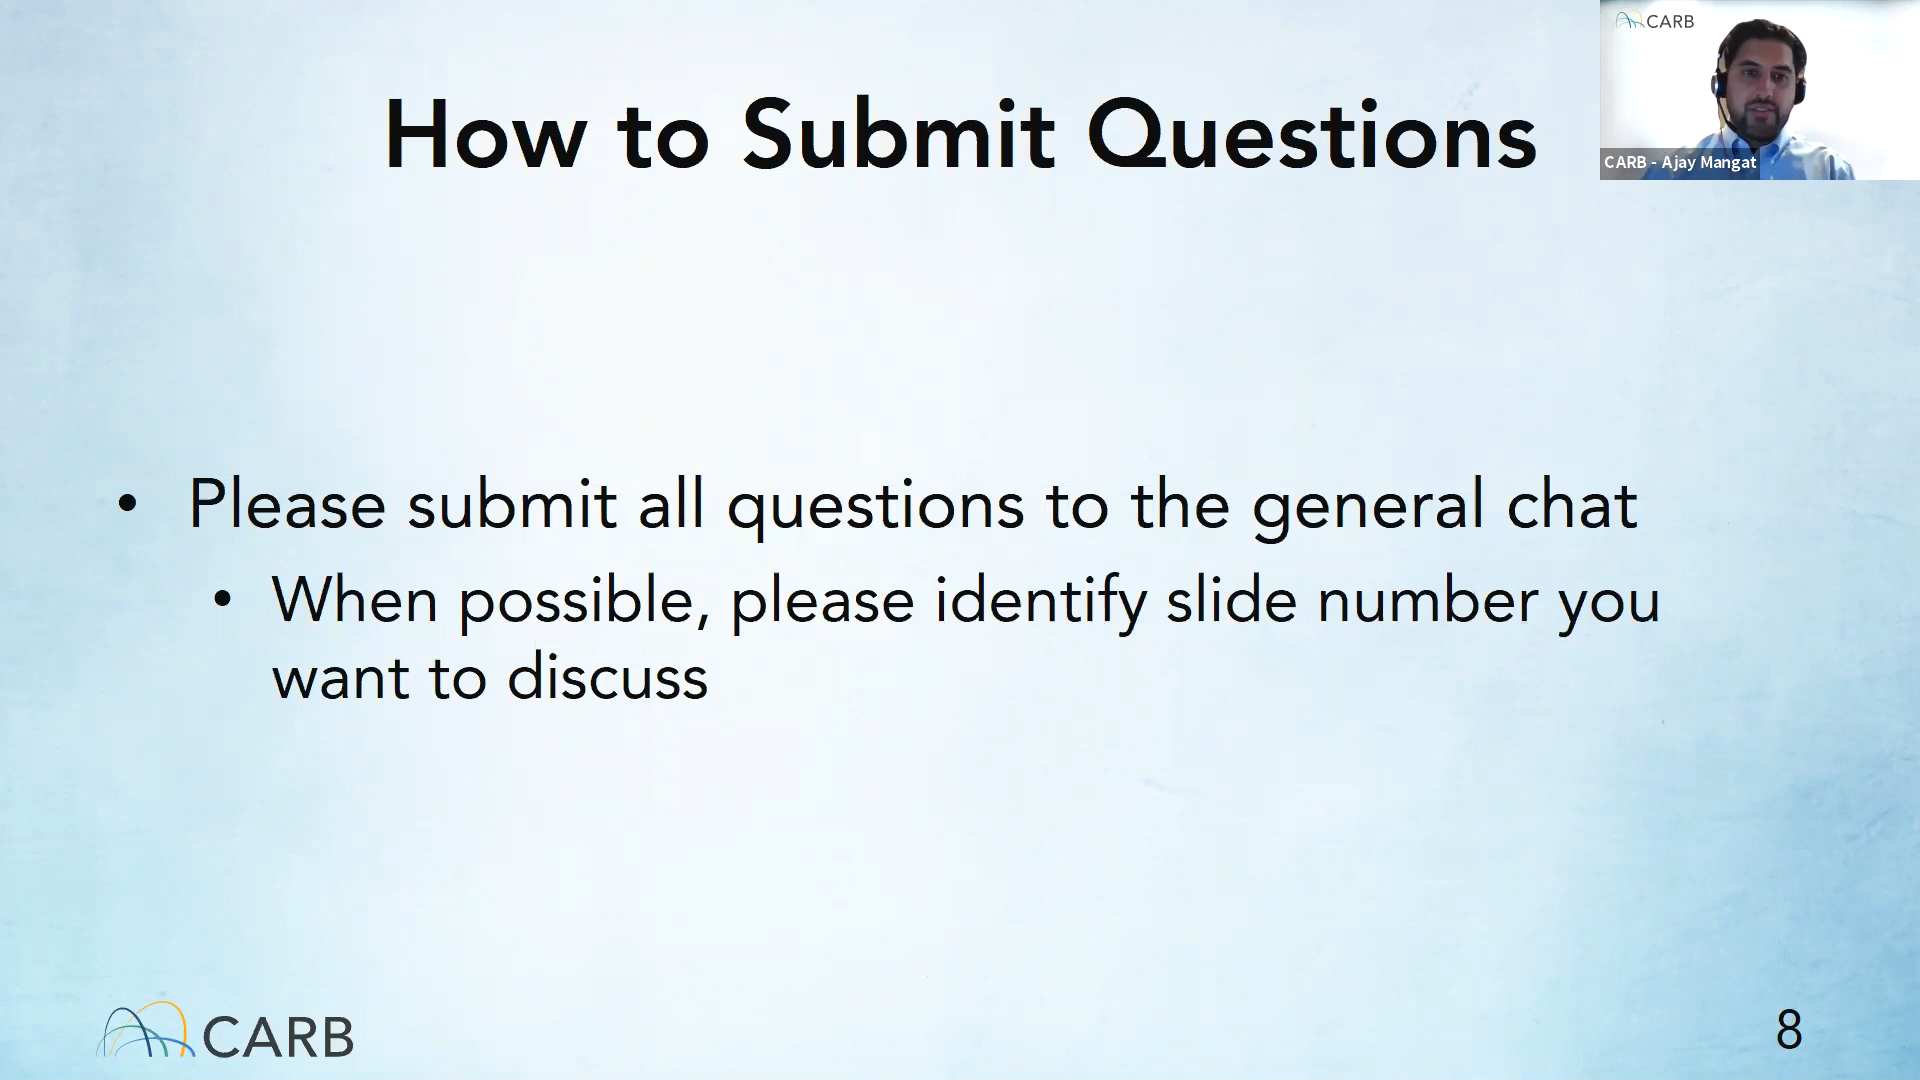 CARB
How to Submit Questions
CARB - Ajay Mangat
• Please submit all questions to the general chat
• When possible, please identify slide number you
want to discuss
CARB
8